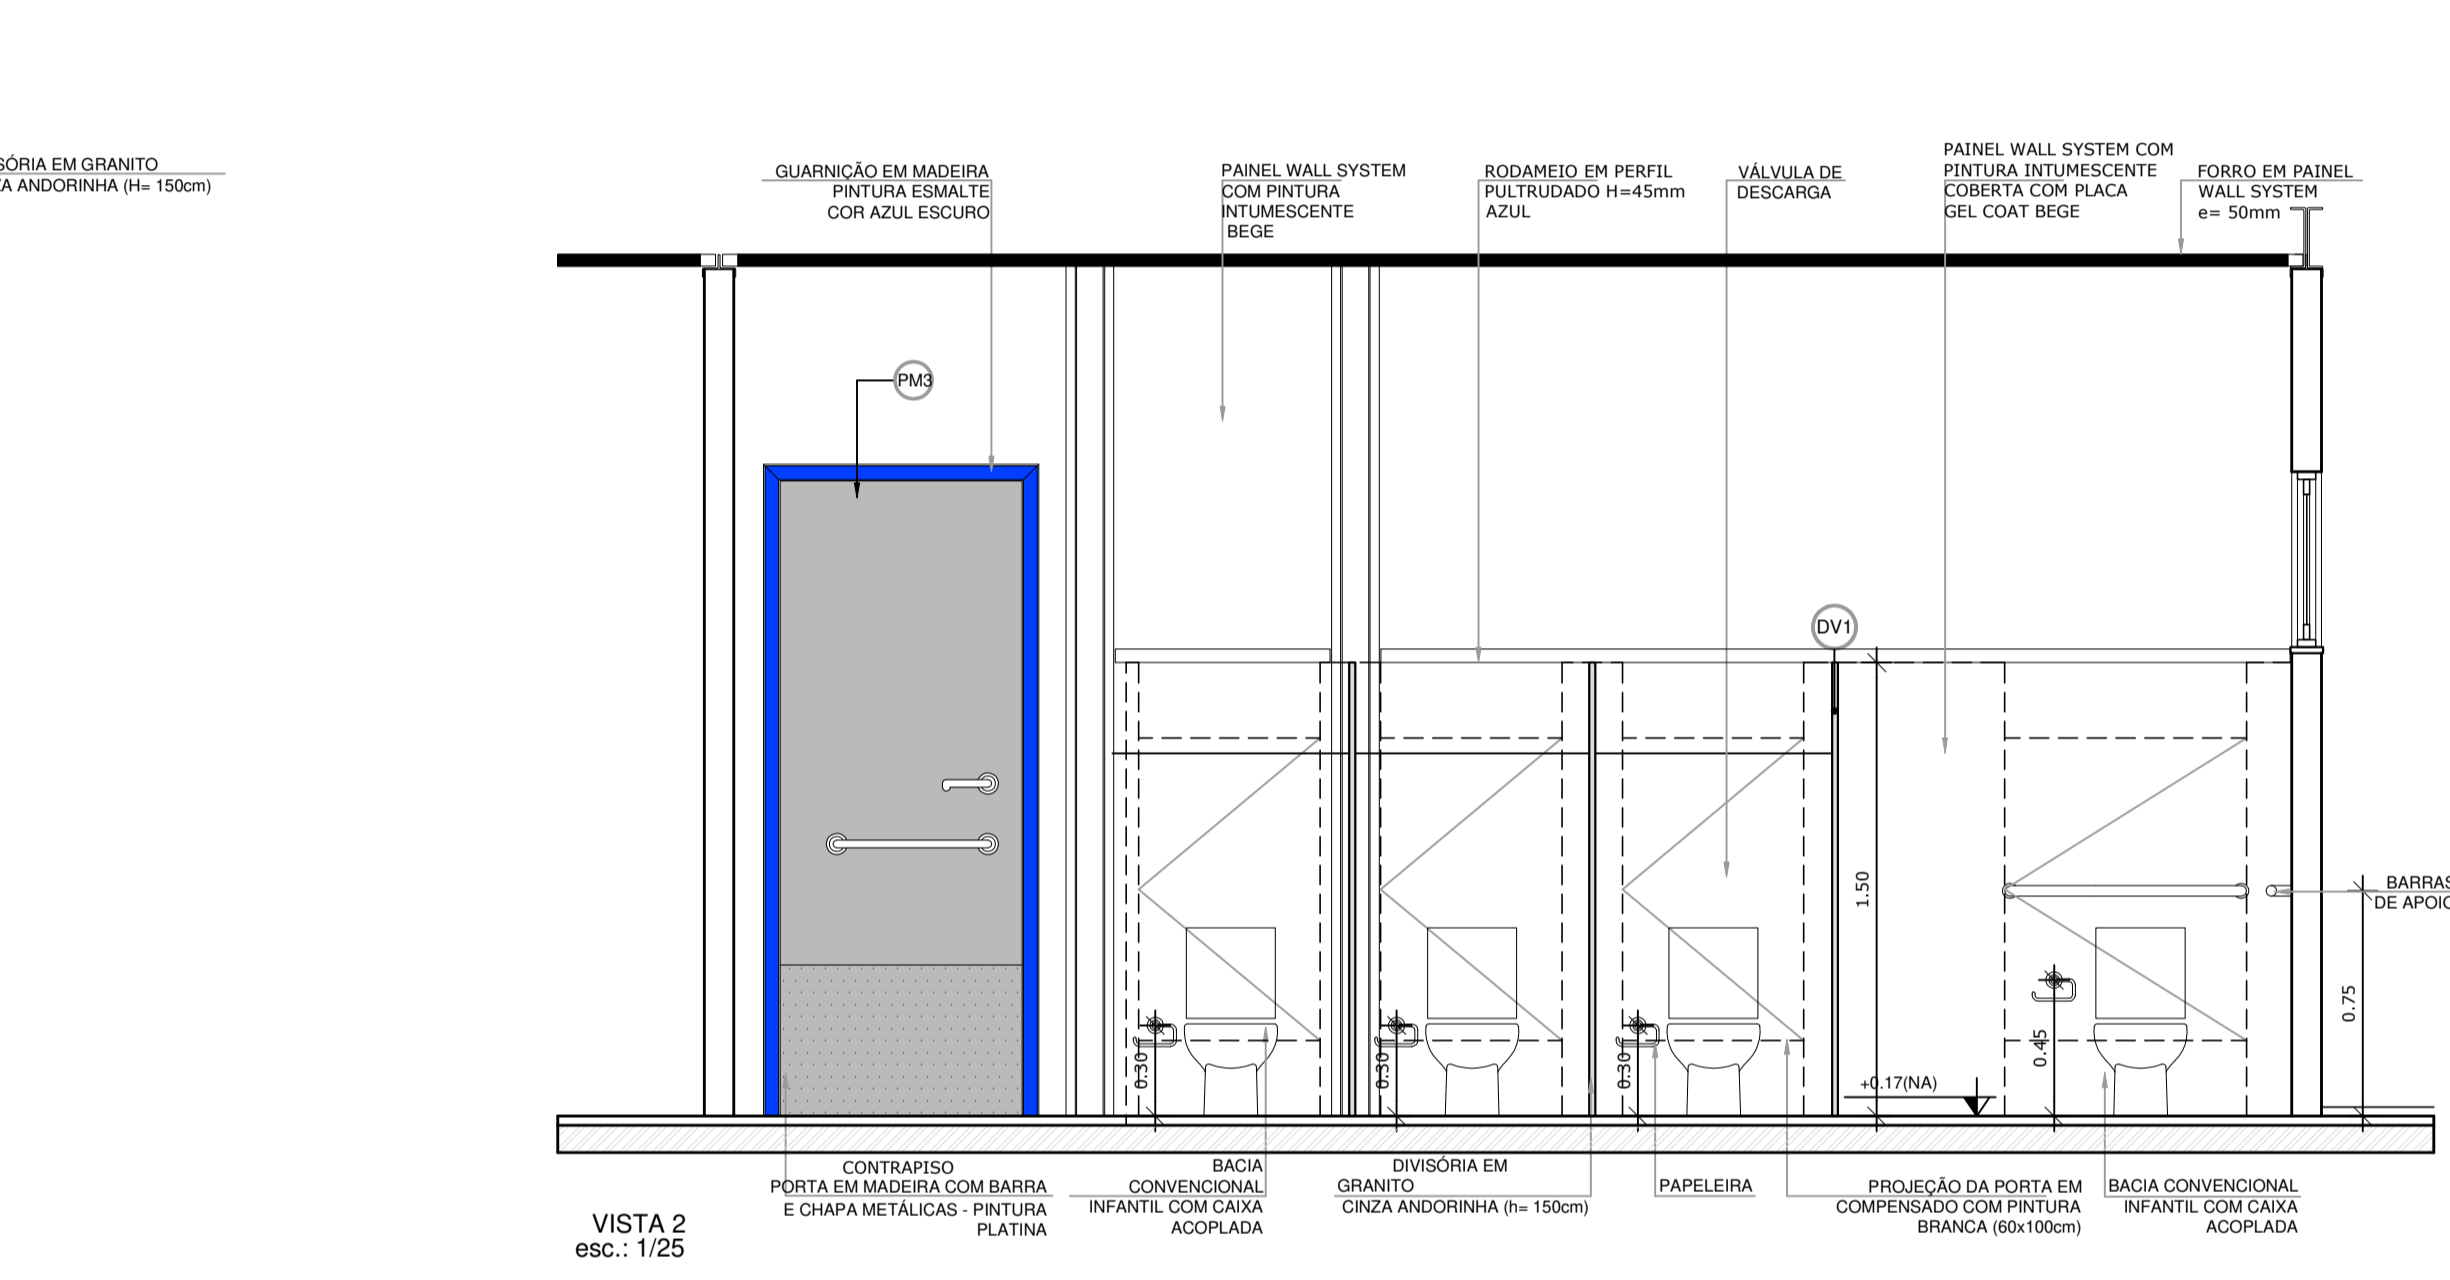 SÓRIA EM GRANITO
ZA ANDORINHA (H= 150cm)
GUARNIÇÃO EM MADEIRA
PINTURA ESMALTE
COR AZUL ESCURO
PAINEL WALL SYSTEM
COM PINTURA
INTUMESCENTE
BEGE
RODAMEIO EM PERFIL
PULTRUDADO H=45mm
AZUL
VÁLVULA DE
DESCARGA
PAINEL WALL SYSTEM COM
PINTURA INTUMESCENTE
COBERTA COM PLACA
GEL COAT BEGE
FORRO EM PAINEL
WALL SYSTEM
e= 50mm
PM3
DV1
1.50
BARRAS
DE APOIO
0.75
0.30
0.30
0.30
0.45
+0.17(NA)
CONTRAPISO
PORTA EM MADEIRA COM BARRA
E CHAPA METÁLICAS - PINTURA
PLATINA
BACIA
CONVENCIONAL
INFANTIL COM CAIXA
ACOPLADA
DIVISÓRIA EM
GRANITO
CINZA ANDORINHA (h= 150cm)
PAPELEIRA
PROJEÇÃO DA PORTA EM
COMPENSADO COM PINTURA
BRANCA (60x100cm)
BACIA CONVENCIONAL
INFANTIL COM CAIXA
ACOPLADA
VISTA 2
esc.: 1/25